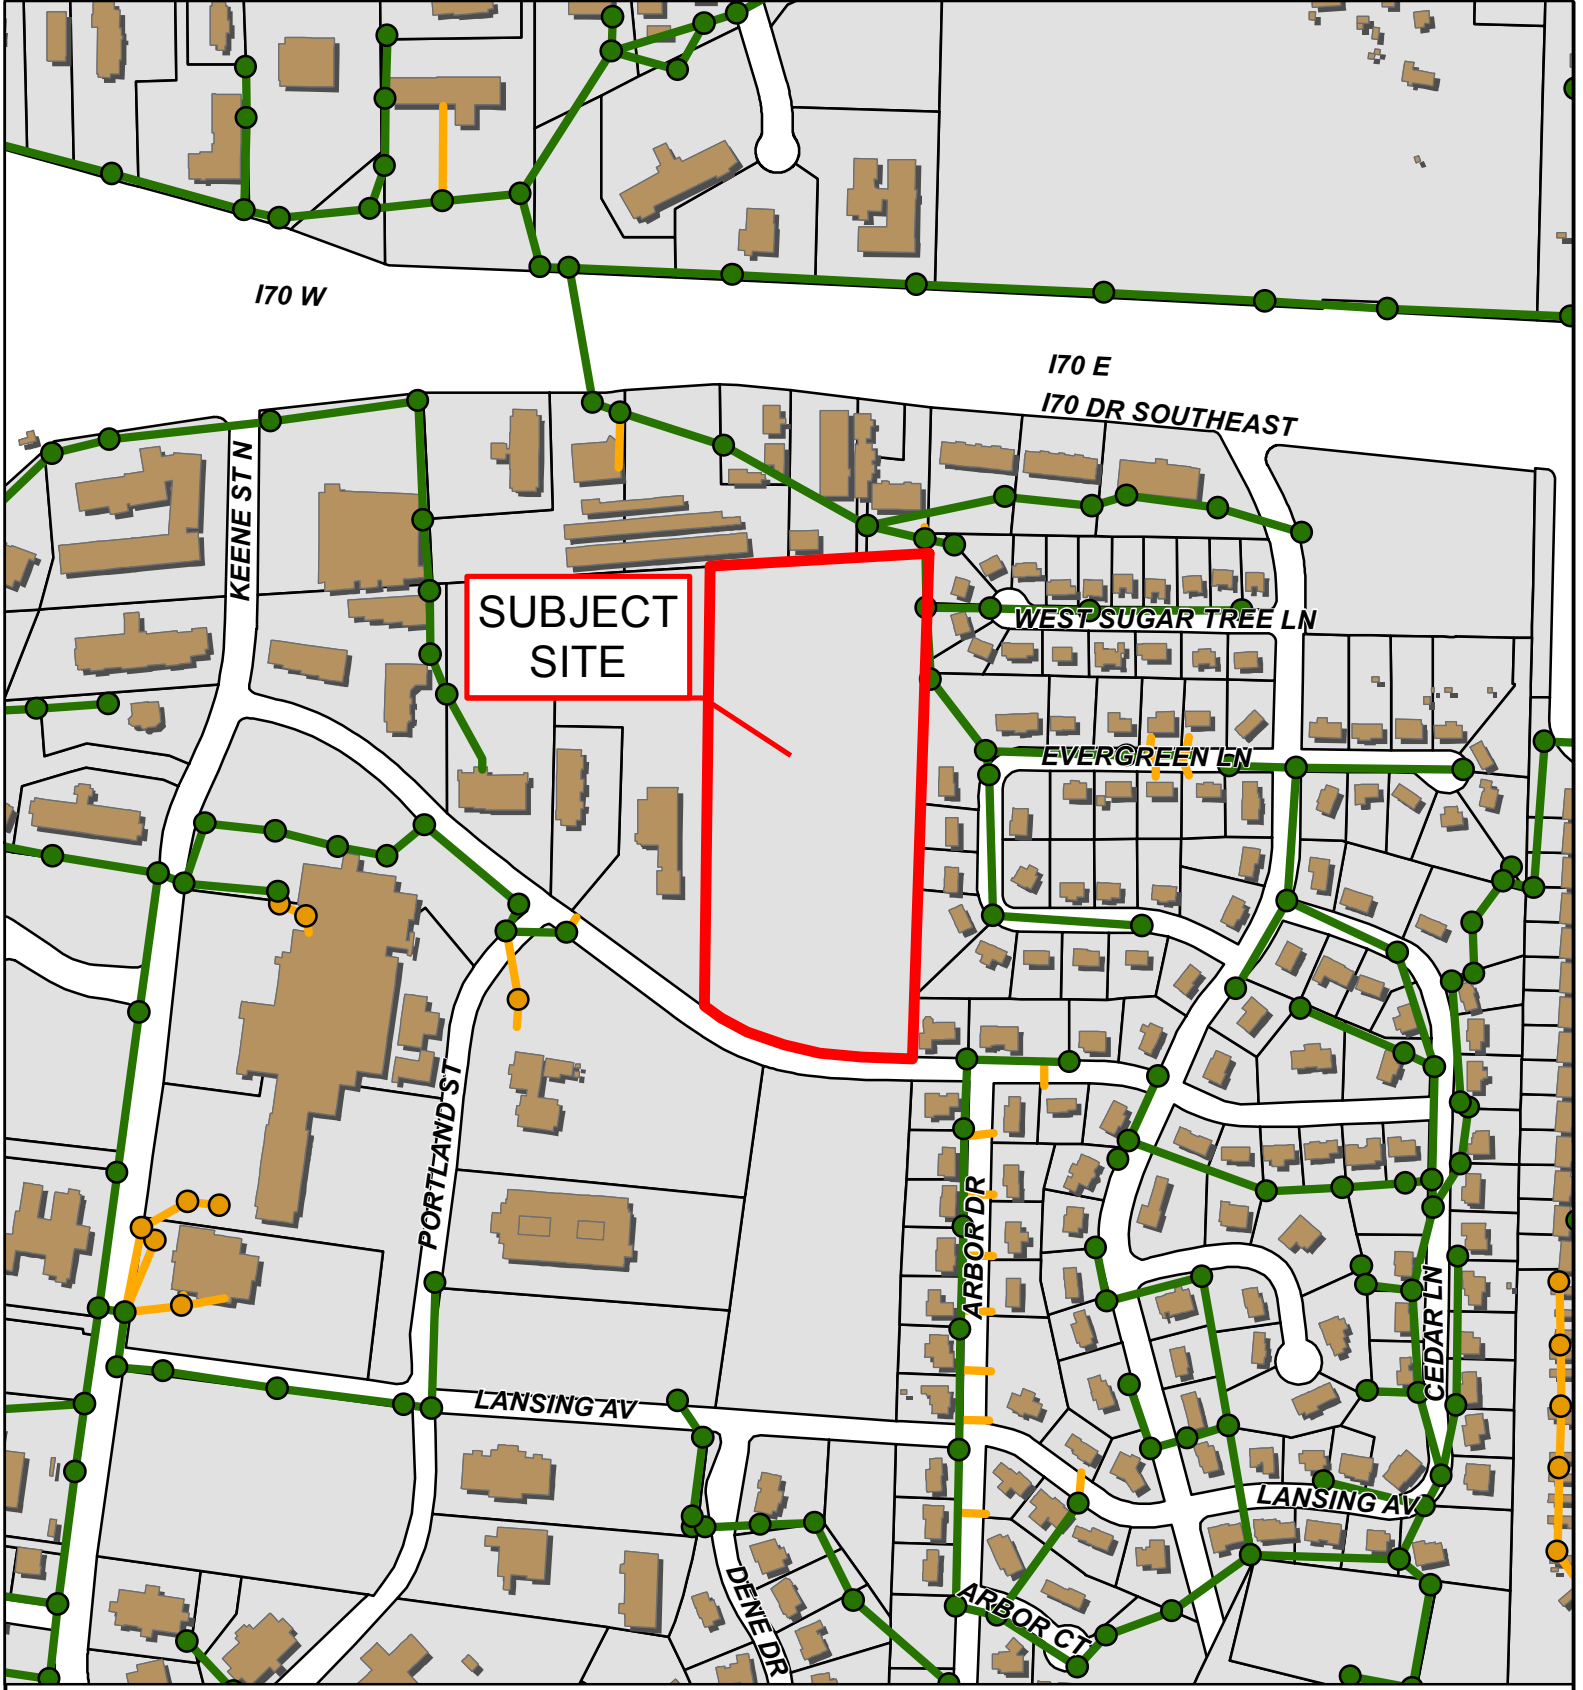 I70 W
I70 E
I70 DR SOUTHEAST
KEENE ST N
SUBJECT
SITE
WEST SUGAR TREE LN
EVERGREEN LN
PORTLAND ST
ARBOR DR
CEDAR LN
LANSING AV
LANSING AV
DENE DR
ARBOR CT